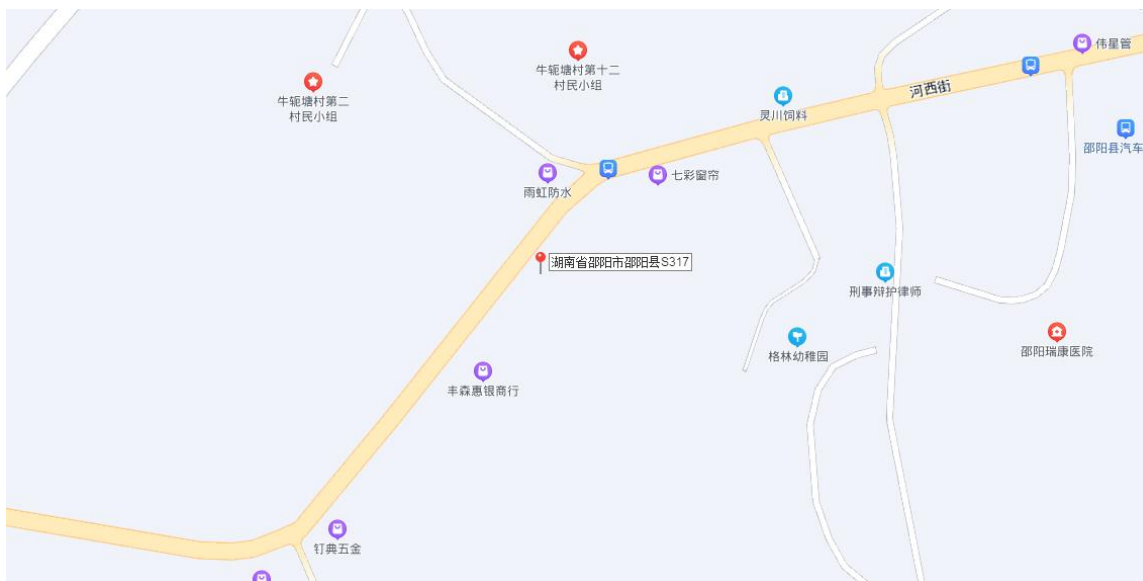 伟星管
牛轭塘村第十二
村民小组
河西街
牛轭塘村第二
村民小组
灵川饲料
邵阳县汽车
七彩窗帘
雨虹防水
湖南省邵阳市邵阳县S317
刑事辩护律师
格林幼稚园
邵阳瑞康医院
丰森惠银商行
钉典五金